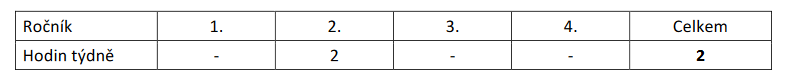 Ročník 1. 2. 3. 4. Celkem
Hodin týdně - 2 - - 2